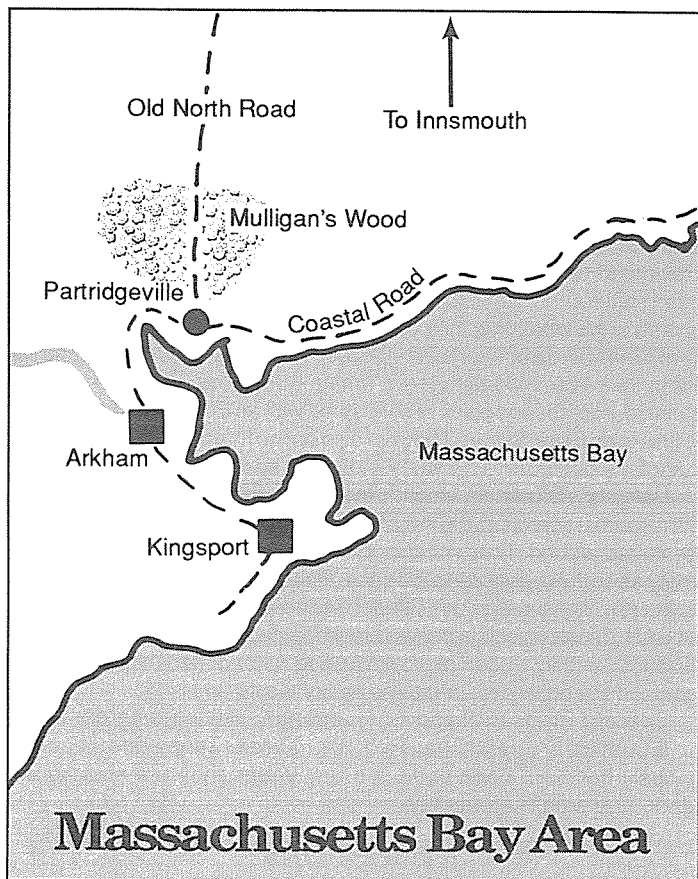 Old North Road
To Innsmouth
Mulligan's Wood
Partridgeville
Coastal Road
Arkham
Massachusetts Bay
Kingsport
Massachusetts Bay Area